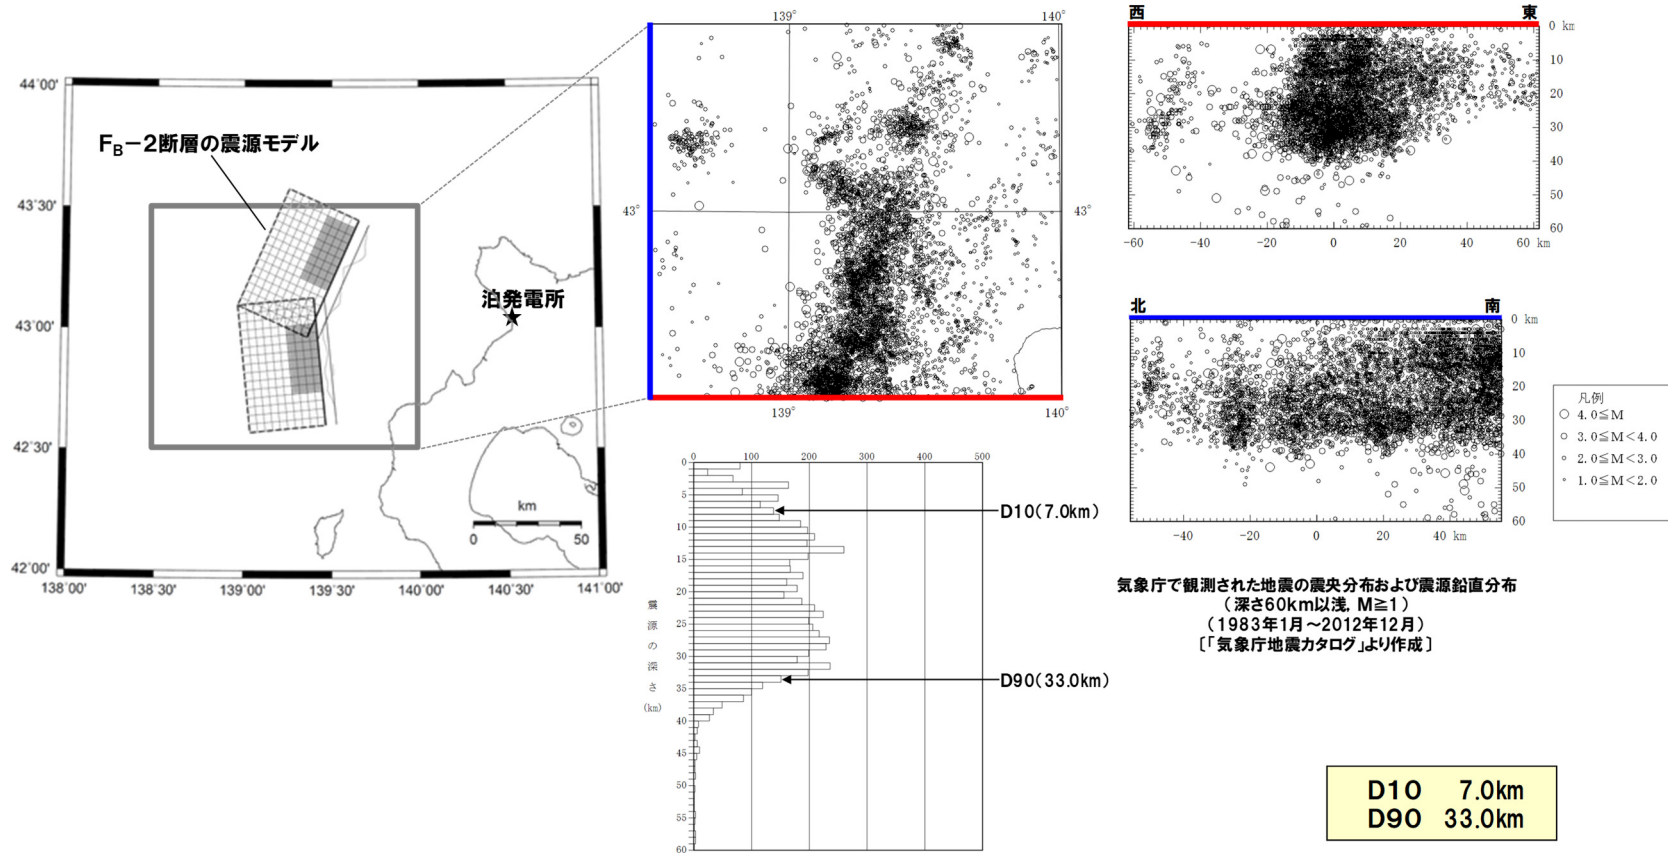 44°00'
43°30'
43°00'
42°30'
42°00'
138°00'
138°30'
139°00'
139°30'
140°00'
140°30'
141°00'
FB−2断層の震源モデル
泊発電所
km
0
50
139°
140°
43°
43°
139°
140°
0
100
200
300
400
500
0
5
10
15
20
25
30
35
40
45
50
55
60
震源の深さ
(km)
D10(7.0km)
D90(33.0km)
西
東
0 km
10
20
30
40
50
60
-60
-40
-20
0
20
40
60 km
北
南
0 km
10
20
30
40
50
60
-40
-20
0
20
40 km
凡例
4.0≦M
3.0≦M<4.0
2.0≦M<3.0
1.0≦M<2.0
気象庁で観測された地震の震央分布および震源鉛直分布
（深さ60km以浅, M≧1）
（1983年1月～2012年12月）
［「気象庁地震カタログ」より作成］
D10 7.0km
D90 33.0km